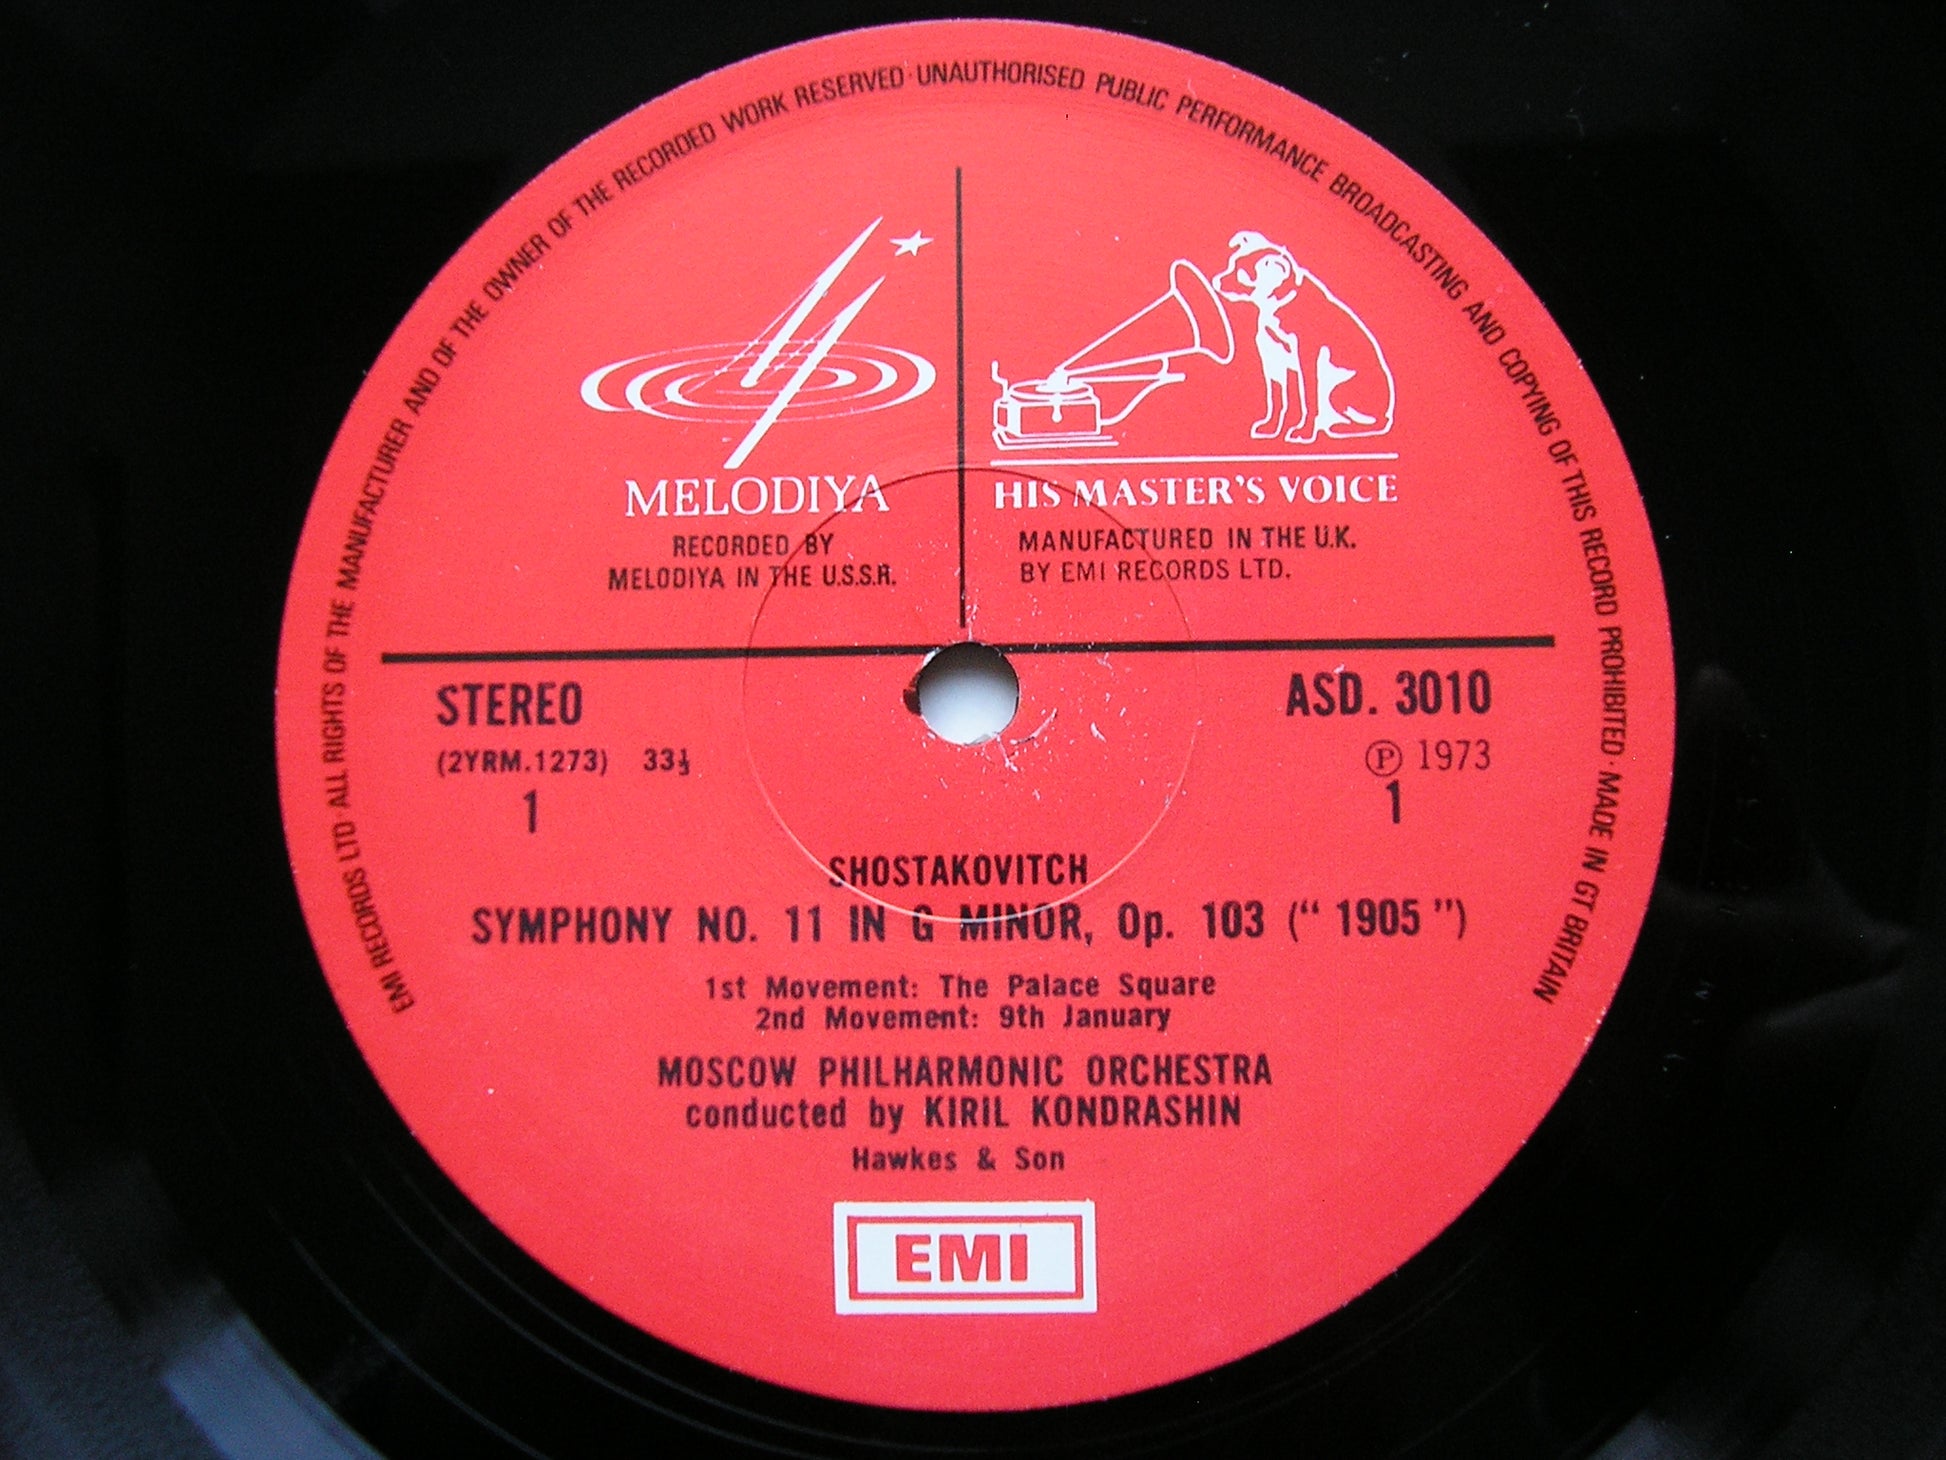 EMI RECORDS LTD · ALL RIGHTS OF THE MANUFACTURER AND OF THE OWNER OF THE RECORDED WORK RESERVED · UNAUTHORISED PUBLIC PERFORMANCE BROADCASTING AND COPYING OF THIS RECORD PROHIBITED · MADE IN GT BRITAIN
MELODIYA
RECORDED BY
MELODIYA IN THE U.S.S.R.
HIS MASTER'S VOICE
MANUFACTURED IN THE U.K.
BY EMI RECORDS LTD.
STEREO
(2YRM.1273) 33⅓
1
ASD. 3010
Ⓟ 1973
1
SHOSTAKOVITCH
SYMPHONY NO. 11 IN G MINOR, Op. 103 (“ 1905 ”)
1st Movement: The Palace Square
2nd Movement: 9th January
MOSCOW PHILHARMONIC ORCHESTRA
conducted by KIRIL KONDRASHIN
Hawkes & Son
EMI